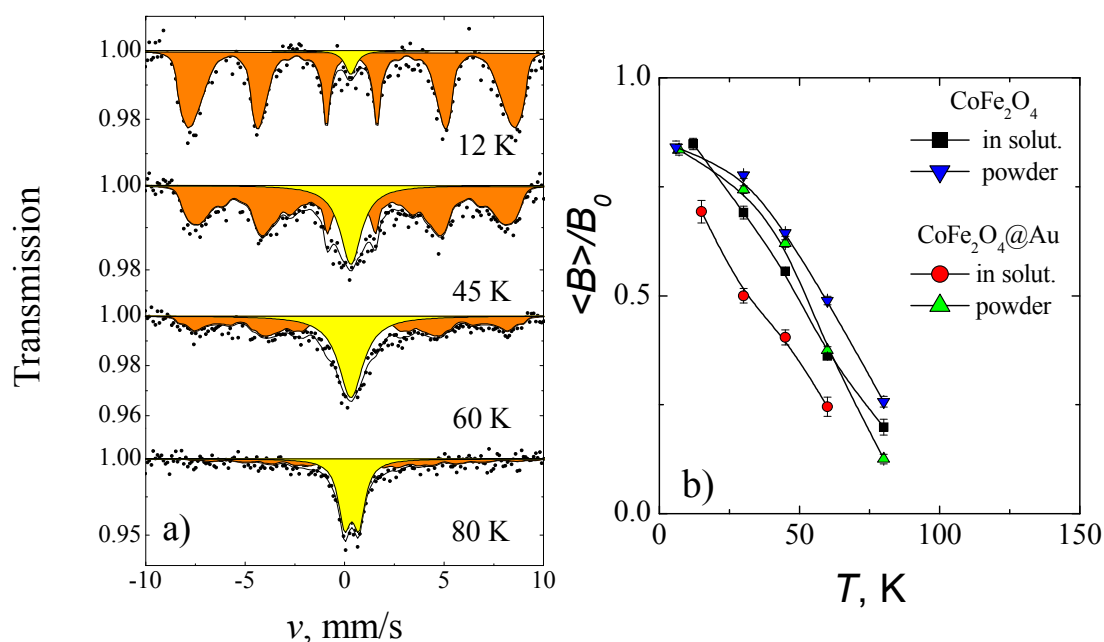 1.00
0.98
12 K
1.00
0.98
45 K
1.00
0.98
0.96
60 K
1.00
0.95
80 K
a)
-10 -5 0 5 10
v, mm/s
Transmission
1.0
0.5
0.0
0 50 100 150
T, K
<B>/B₀
CoFe₂O₄
in solut.
powder
CoFe₂O₄@Au
in solut.
powder
b)